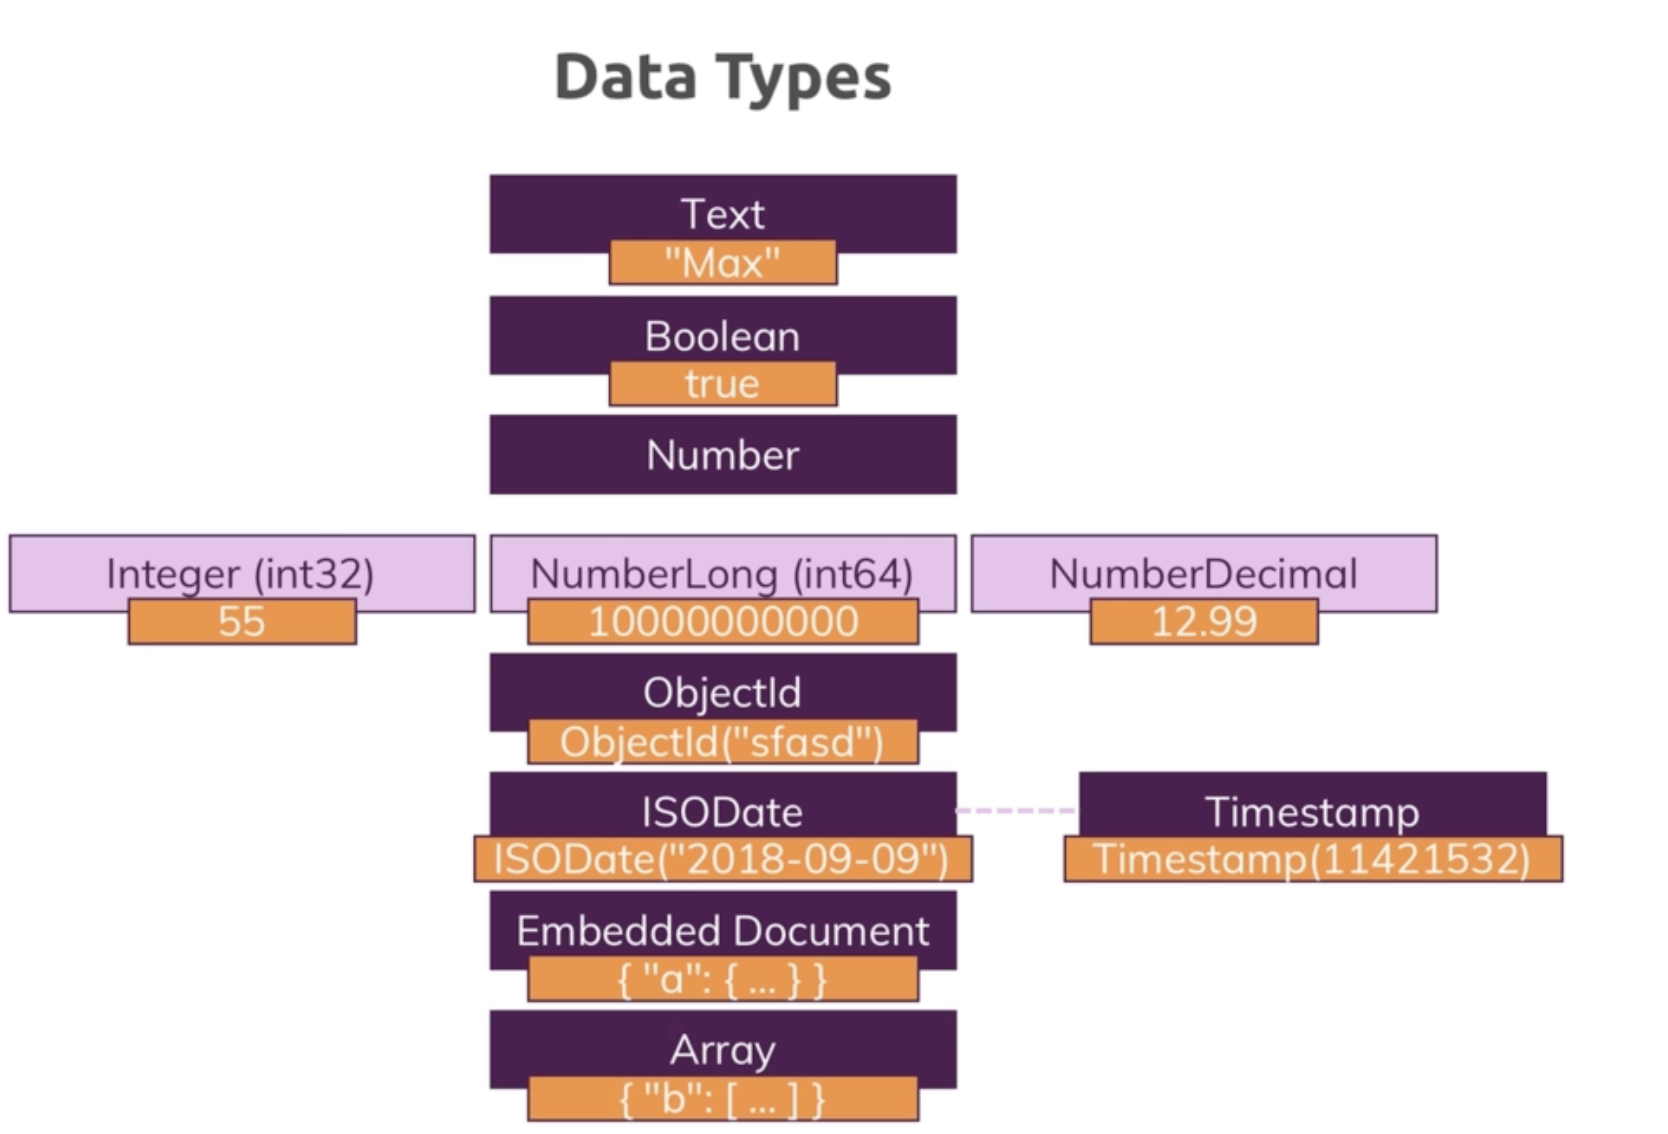 Data Types
Text
"Max"
Boolean
true
Number
Integer (int32)
55
NumberLong (int64)
10000000000
NumberDecimal
12.99
ObjectId
ObjectId("sfasd")
ISODate
ISODate("2018-09-09")
Timestamp
Timestamp(11421532)
Embedded Document
{ "a": { ... } }
Array
{ "b": [ ... ] }